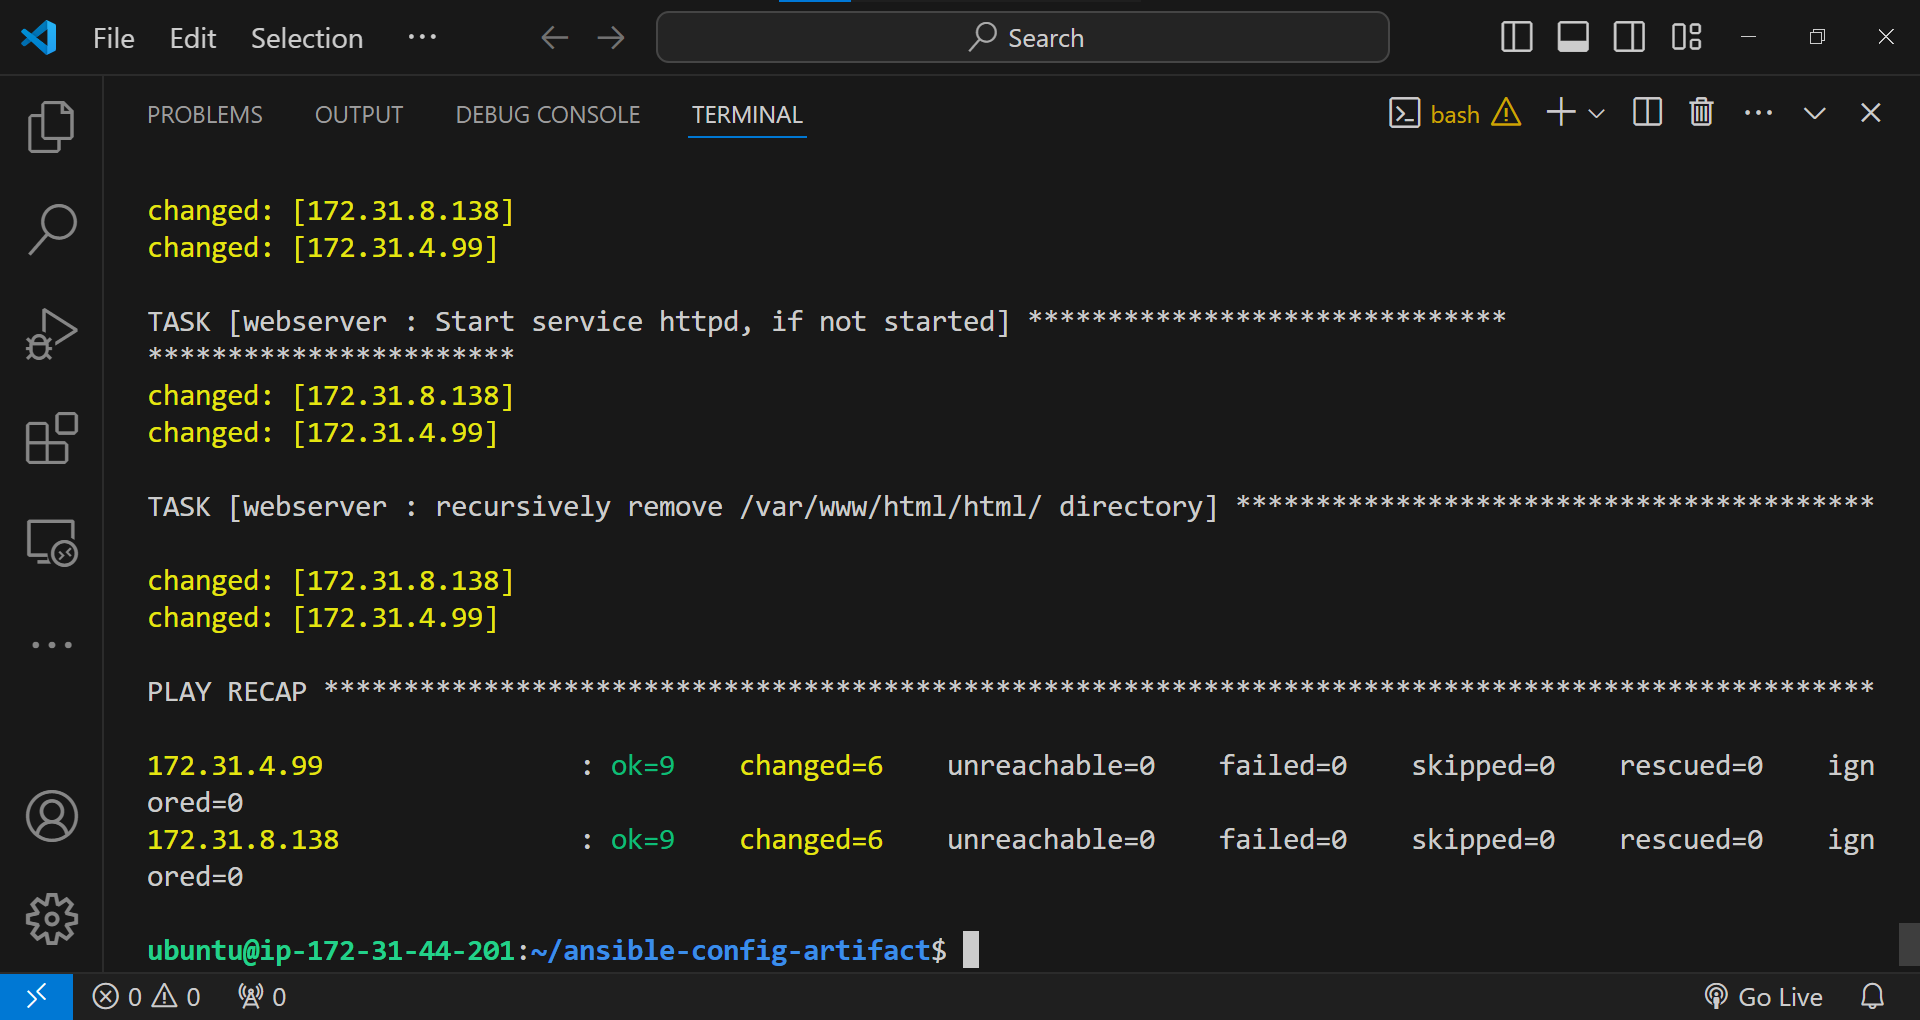 File Edit Selection ··· Search
PROBLEMS OUTPUT DEBUG CONSOLE TERMINAL bash
changed: [172.31.8.138]
changed: [172.31.4.99]
TASK [webserver : Start service httpd, if not started] ******************************
***********************
changed: [172.31.8.138]
changed: [172.31.4.99]
TASK [webserver : recursively remove /var/www/html/html/ directory] ****************************************
changed: [172.31.8.138]
changed: [172.31.4.99]
PLAY RECAP *************************************************************************************************
172.31.4.99 : ok=9 changed=6 unreachable=0 failed=0 skipped=0 rescued=0 ign
ored=0
172.31.8.138 : ok=9 changed=6 unreachable=0 failed=0 skipped=0 rescued=0 ign
ored=0
ubuntu@ip-172-31-44-201:~/ansible-config-artifact$
0 0 0 Go Live